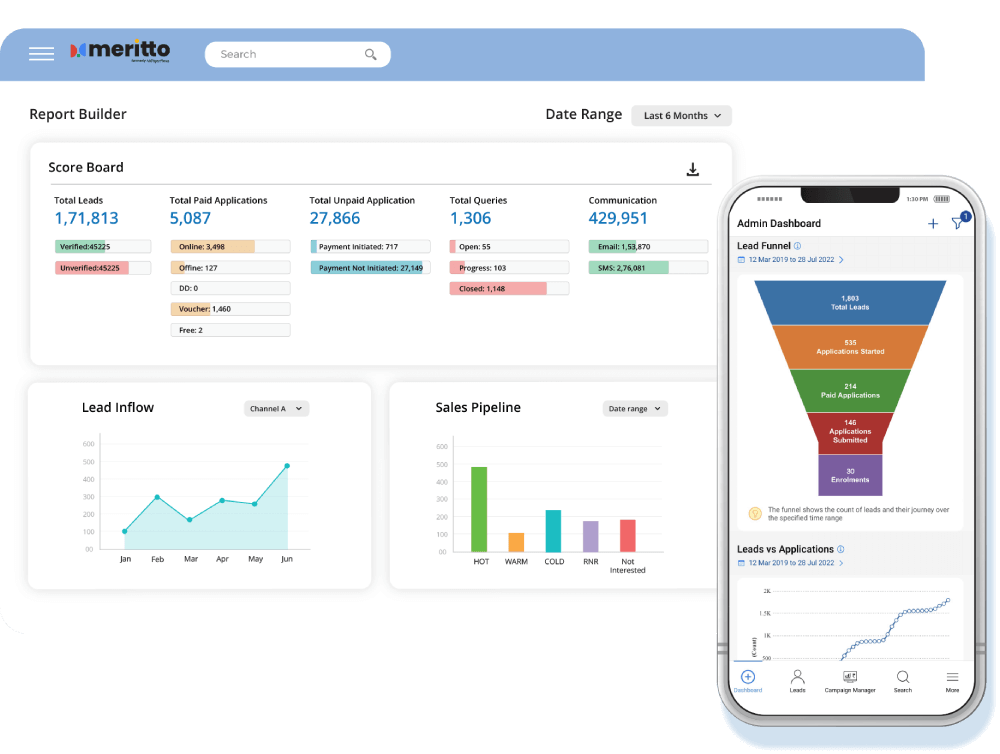 meritto
Search
Report Builder
Date Range
Last 6 Months
Score Board
Total Leads
1,71,813
Verified:45225
Unverified:45225
Total Paid Applications
5,087
Online: 3,498
Offine: 127
DD: 0
Voucher: 1,460
Free: 2
Total Unpaid Application
27,866
Payment Initiated: 717
Payment Not Initiated: 27,149
Total Queries
1,306
Open: 55
Progress: 103
Closed: 1,148
Communication
429,951
Email: 1,53,870
SMS: 2,76,081
Lead Inflow
Channel A
600
500
400
300
200
100
00
Jan Feb Mar Apr May Jun
Sales Pipeline
Date range
600
500
400
300
200
100
00
HOT WARM COLD RNR Not
Interested
1:30 PM
Admin Dashboard
1
Lead Funnel
12 Mar 2019 to 28 Jul 2022
1,803
Total Leads
535
Applications Started
214
Paid Applications
146
Applications
Submitted
30
Enrolments
The funnel shows the count of leads and their journey over
the specified time range
Leads vs Applications
12 Mar 2019 to 28 Jul 2022
2K
1.5K
1K
500
(Count)
Dashboard Leads Campaign Manager Search More